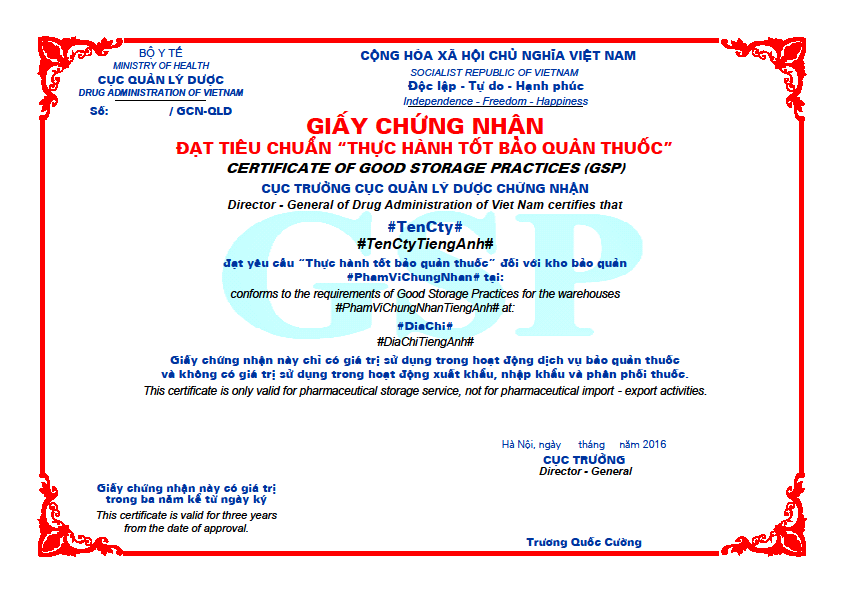 BỘ Y TẾ
MINISTRY OF HEALTH
CỤC QUẢN LÝ DƯỢC
DRUG ADMINISTRATION OF VIETNAM
Số: / GCN-QLD
CỘNG HÒA XÃ HỘI CHỦ NGHĨA VIỆT NAM
SOCIALIST REPUBLIC OF VIETNAM
Độc lập - Tự do - Hạnh phúc
Independence - Freedom - Happiness
GIẤY CHỨNG NHẬN
ĐẠT TIÊU CHUẨN “THỰC HÀNH TỐT BẢO QUẢN THUỐC”
CERTIFICATE OF GOOD STORAGE PRACTICES (GSP)
CỤC TRƯỞNG CỤC QUẢN LÝ DƯỢC CHỨNG NHẬN
Director - General of Drug Administration of Viet Nam certifies that
GSP
#TenCty#
#TenCtyTiengAnh#
đạt yêu cầu “Thực hành tốt bảo quản thuốc” đối với kho bảo quản
#PhamViChungNhan# tại:
conforms to the requirements of Good Storage Practices for the warehouses
#PhamViChungNhanTiengAnh# at:
#DiaChi#
#DiaChiTiengAnh#
Giấy chứng nhận này chỉ có giá trị sử dụng trong hoạt động dịch vụ bảo quản thuốc
và không có giá trị sử dụng trong hoạt động xuất khẩu, nhập khẩu và phân phối thuốc.
This certificate is only valid for pharmaceutical storage service, not for pharmaceutical import - export activities.
Hà Nội, ngày tháng năm 2016
CỤC TRƯỞNG
Director - General
Giấy chứng nhận này có giá trị
trong ba năm kể từ ngày ký
This certificate is valid for three years
from the date of approval.
Trương Quốc Cường